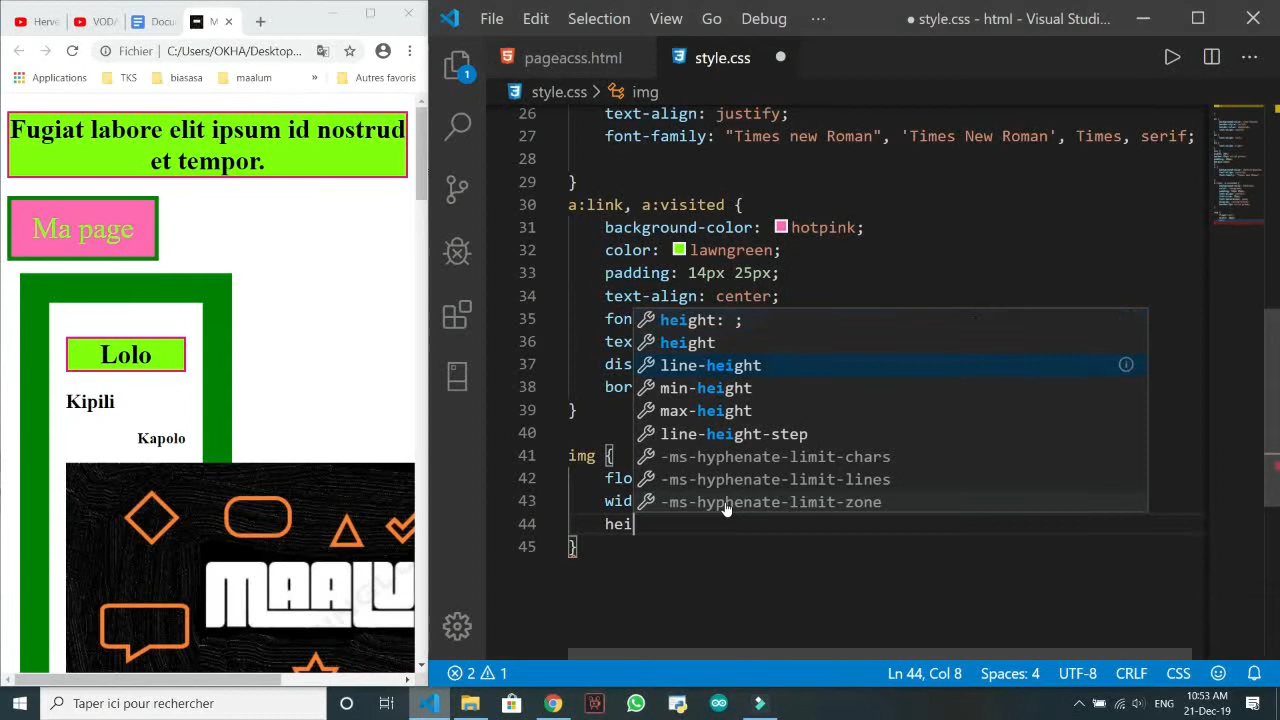 Herve
VODA
Docu
M
Fichier | C:/Users/OKHA/Desktop...
Applications
TKS
biasasa
maalum
»
Autres favoris
Fugiat labore elit ipsum id nostrud
et tempor.
Ma page
Lolo
Kipili
Kapolo
MAALU
File Edit Selection View Go Debug ···
● style.css - html - Visual Studi...
1
pageacss.html
style.css
style.css > img
26 text-align: justify;
27 font-family: "Times new Roman", 'Times New Roman', Times, serif;
28
29 }
30 a:link, a:visited {
31 background-color: hotpink;
32 color: lawngreen;
33 padding: 14px 25px;
34 text-align: center;
35 fon
36 tex
37 dis
38 bor
39 }
40
41 img {
42 flo
43 wid
44 hei
45 }
height: ;
height
line-height
min-height
max-height
line-height-step
-ms-hyphenate-limit-chars
-ms-hyphenate-limit-lines
-ms-hyphenate-limit-zone
2 1
Ln 44, Col 8
Spaces: 4
UTF-8
CRLF
CSS
Taper ici pour rechercher
ENG
10:53 AM
21-Dec-19